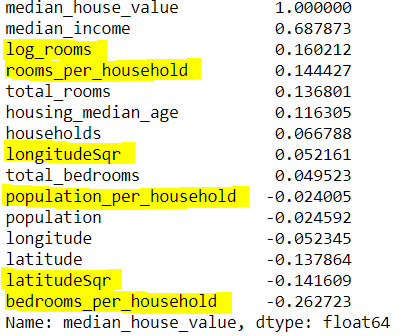 median_house_value 1.000000
median_income 0.687873
log_rooms 0.160212
rooms_per_household 0.144427
total_rooms 0.136801
housing_median_age 0.116305
households 0.066788
longitudeSqr 0.052161
total_bedrooms 0.049523
population_per_household -0.024005
population -0.024592
longitude -0.052345
latitude -0.137864
latitudeSqr -0.141609
bedrooms_per_household -0.262723
Name: median_house_value, dtype: float64